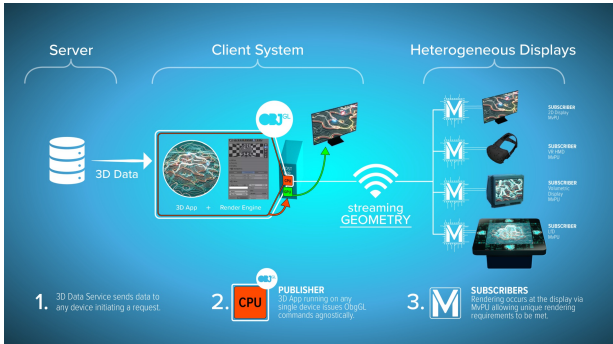 Server
Client System
Heterogeneous Displays
OBJGL
3D Data
3D App + Render Engine
CPU
streaming
GEOMETRY
M
SUBSCRIBER
2D Display
MvPU
M
SUBSCRIBER
VR HMD
MvPU
M
SUBSCRIBER
Volumetric
Display
MvPU
M
SUBSCRIBER
MvPU
1.
3D Data Service sends data to
any device initiating a request.
2.
CPU
OBJGL
PUBLISHER
3D App running on any
single device issues ObgGL
commands agnostically.
3.
M
SUBSCRIBERS
Rendering occurs at the display via
MvPU allowing unique rendering
requirements to be met.